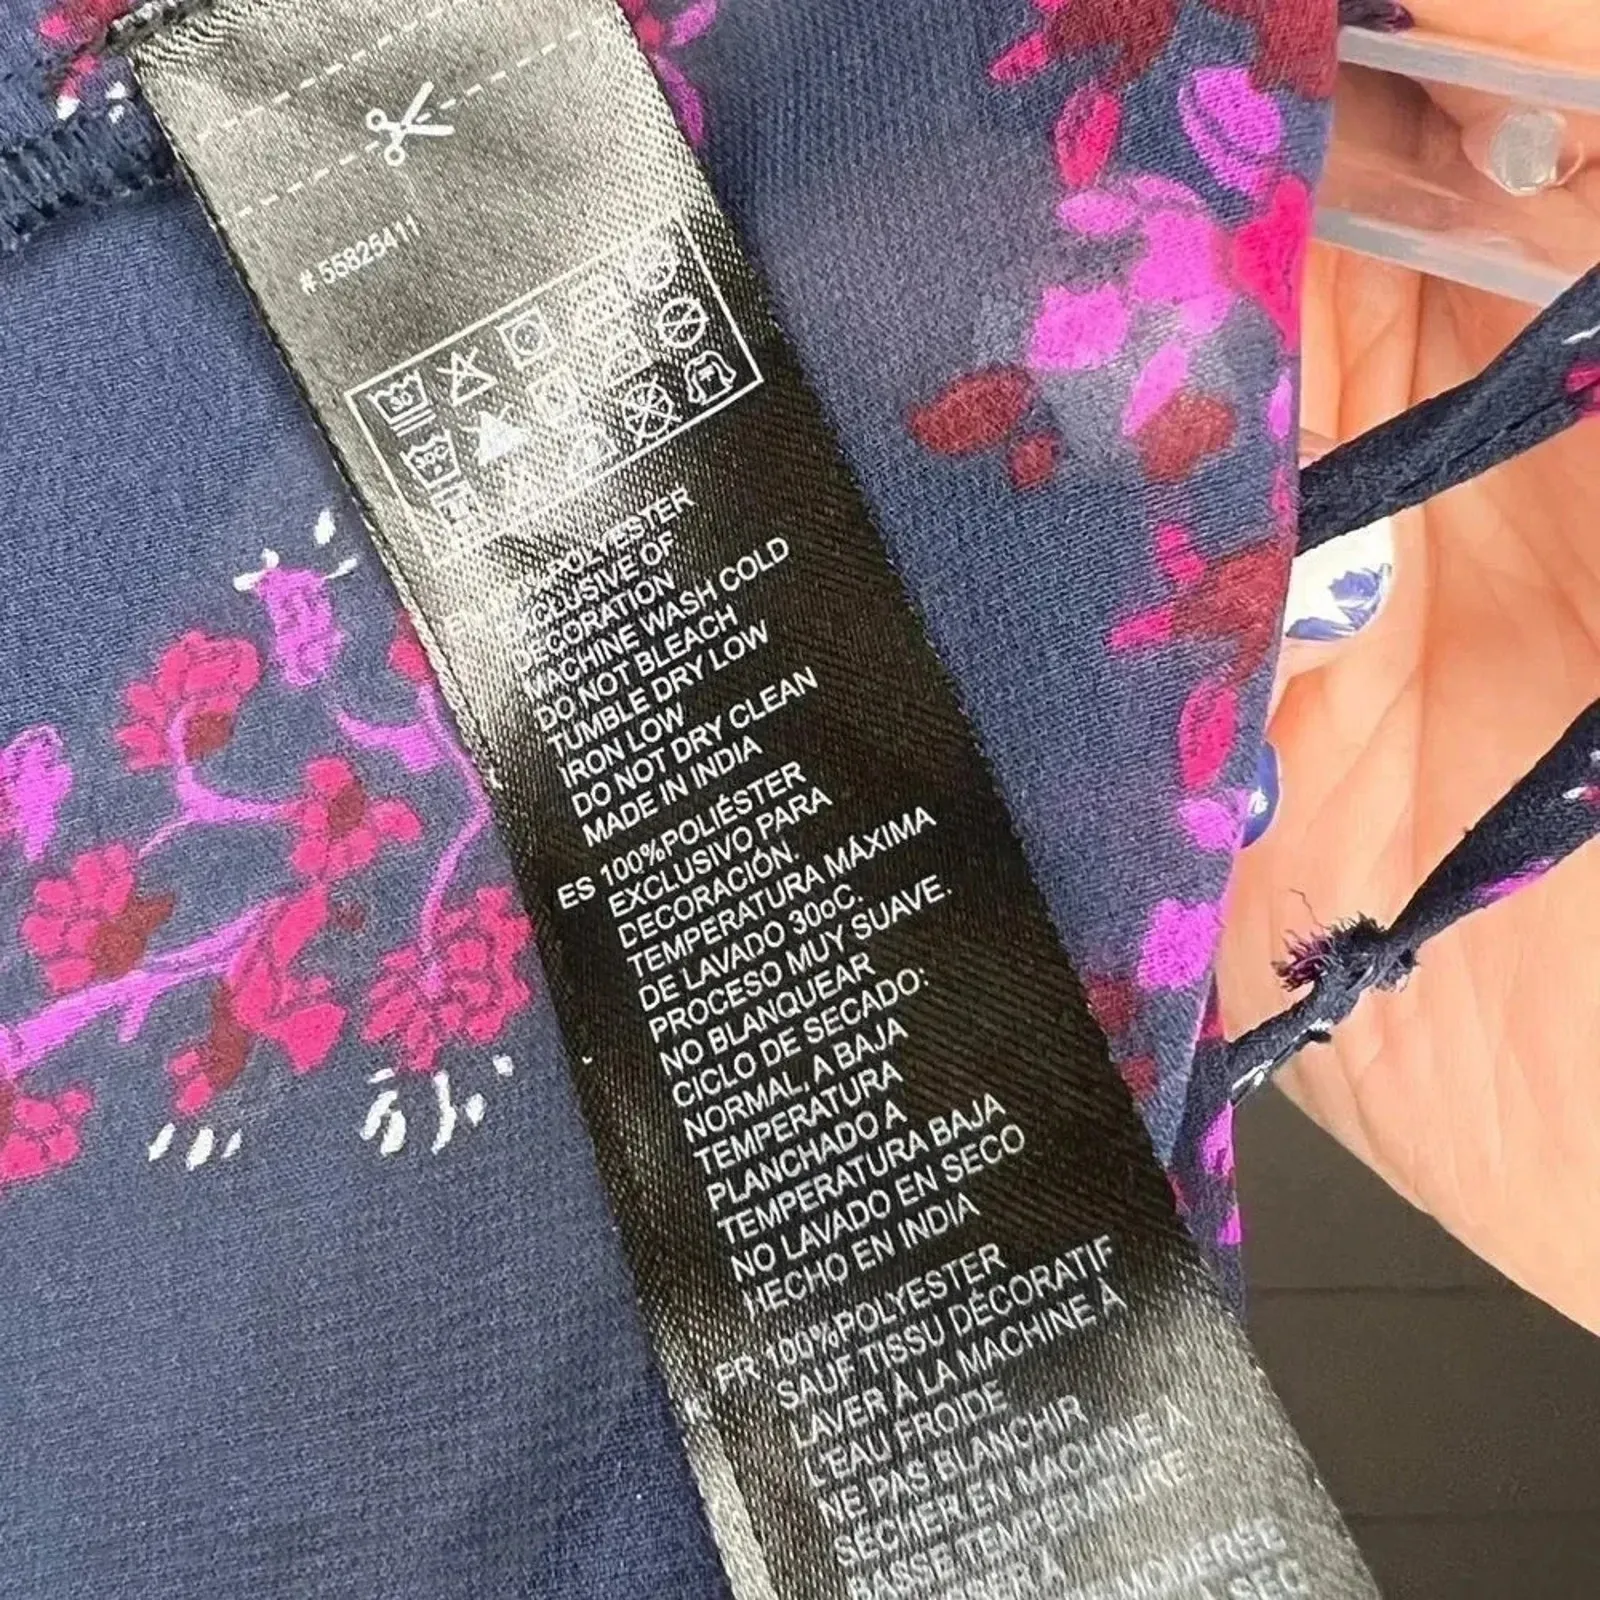 # 55825411
POLYESTER
EXCLUSIVE OF
DECORATION
MACHINE WASH COLD
DO NOT BLEACH
TUMBLE DRY LOW
IRON LOW
DO NOT DRY CLEAN
MADE IN INDIA
ES 100%POLIÉSTER
EXCLUSIVO PARA
DECORACIÓN.
TEMPERATURA MÁXIMA
DE LAVADO 30oC.
PROCESO MUY SUAVE.
NO BLANQUEAR
CICLO DE SECADO:
NORMAL, A BAJA
TEMPERATURA
PLANCHADO A
TEMPERATURA BAJA
NO LAVADO EN SECO
HECHO EN INDIA
FR 100%POLYESTER
SAUF TISSU DÉCORATIF
LAVER À LA MACHINE À
L'EAU FROIDE
NE PAS BLANCHIR
SÉCHER EN MACHINE À
BASSE TEMPÉRATURE
MODÉRÉE
SEC